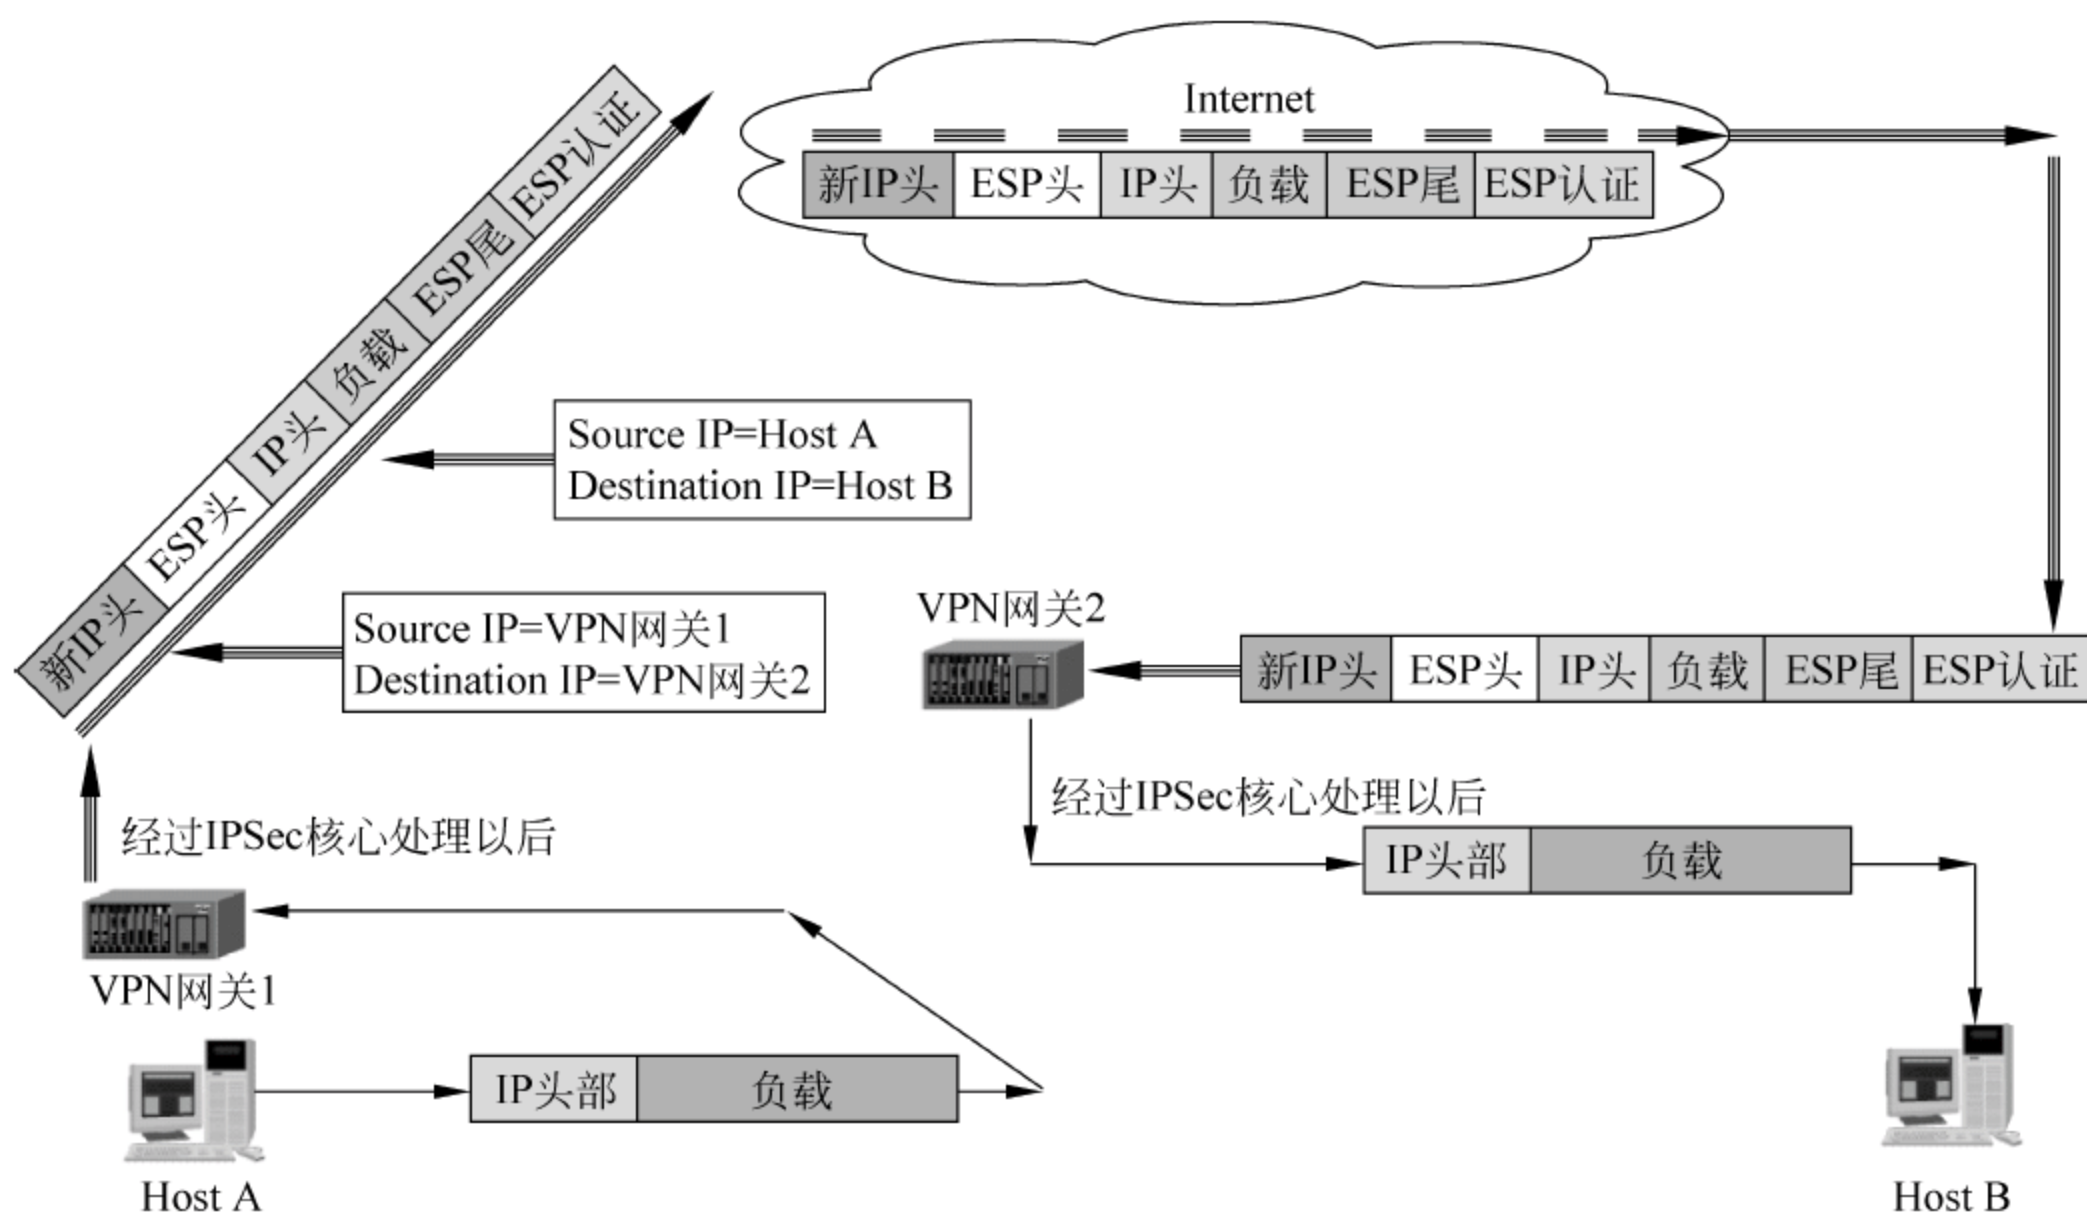 Internet
新IP头 ESP头 IP头 负载 ESP尾 ESP认证
新IP头 ESP头 IP头 负载 ESP尾 ESP认证
Source IP=Host A
Destination IP=Host B
Source IP=VPN网关1
Destination IP=VPN网关2
VPN网关2
新IP头 ESP头 IP头 负载 ESP尾 ESP认证
经过IPSec核心处理以后
IP头部 负载
经过IPSec核心处理以后
VPN网关1
IP头部 负载
Host A
Host B